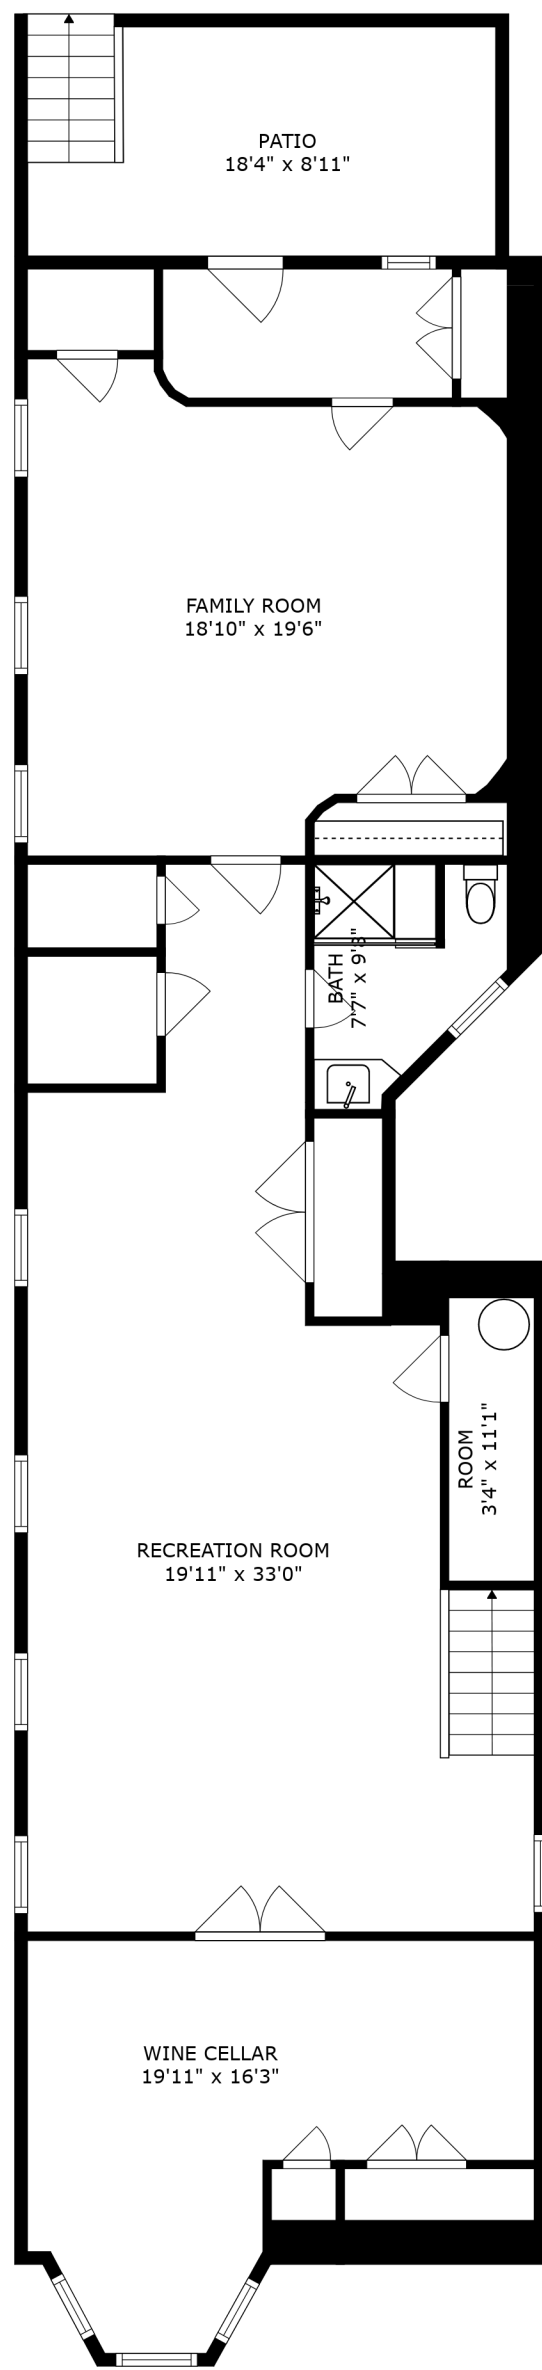 PATIO
18'4" x 8'11"
FAMILY ROOM
18'10" x 19'6"
BATH
7'7" x 9'3"
ROOM
3'4" x 11'1"
RECREATION ROOM
19'11" x 33'0"
WINE CELLAR
19'11" x 16'3"